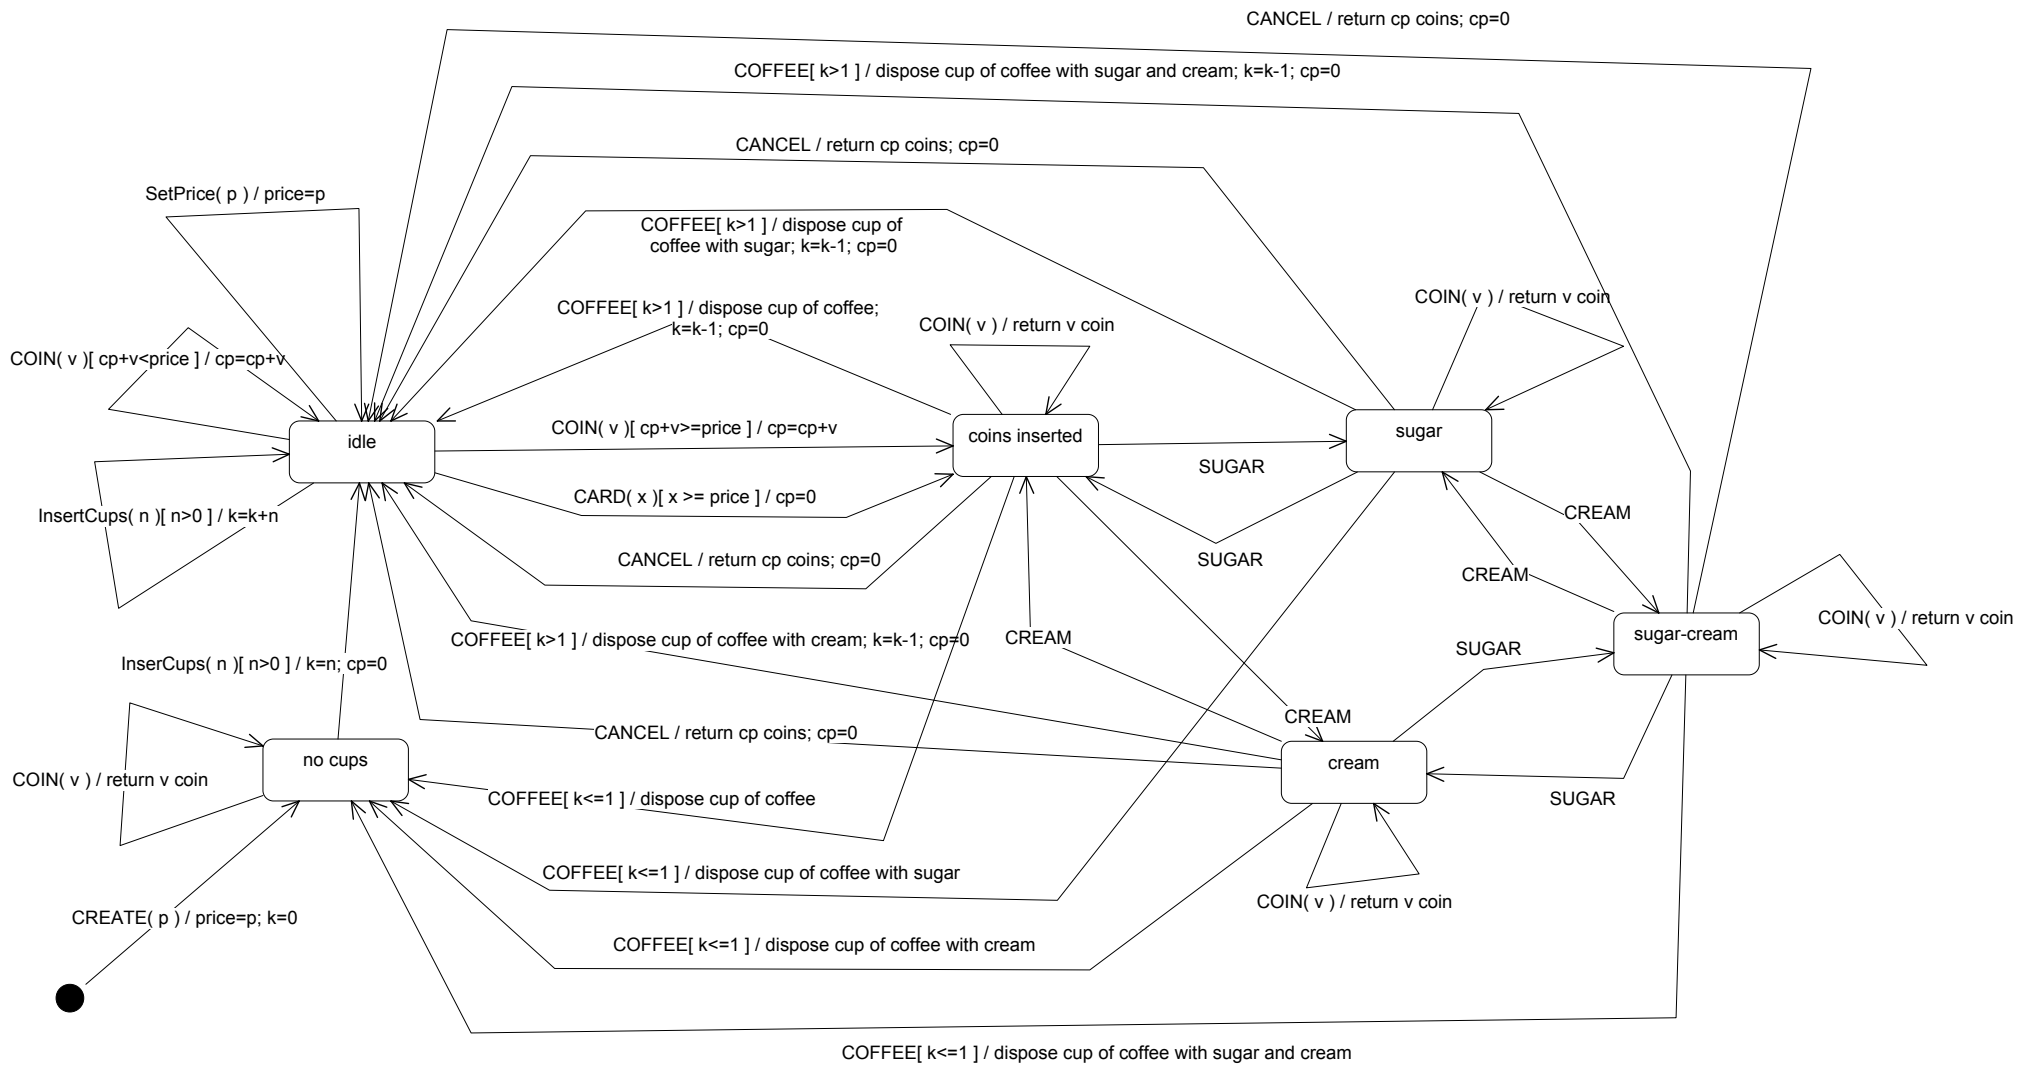 CANCEL / return cp coins; cp=0
COFFEE[ k>1 ] / dispose cup of coffee with sugar and cream; k=k-1; cp=0
CANCEL / return cp coins; cp=0
SetPrice( p ) / price=p
COFFEE[ k>1 ] / dispose cup of
coffee with sugar; k=k-1; cp=0
COIN( v ) / return v coin
COFFEE[ k>1 ] / dispose cup of coffee;
k=k-1; cp=0
COIN( v ) / return v coin
COIN( v )[ cp+v<price ] / cp=cp+v
idle
COIN( v )[ cp+v>=price ] / cp=cp+v
coins inserted
sugar
SUGAR
CARD( x )[ x >= price ] / cp=0
InsertCups( n )[ n>0 ] / k=k+n
CREAM
CANCEL / return cp coins; cp=0
SUGAR
CREAM
COFFEE[ k>1 ] / dispose cup of coffee with cream; k=k-1; cp=0
CREAM
sugar-cream
COIN( v ) / return v coin
SUGAR
InserCups( n )[ n>0 ] / k=n; cp=0
CREAM
CANCEL / return cp coins; cp=0
no cups
cream
COIN( v ) / return v coin
COFFEE[ k<=1 ] / dispose cup of coffee
SUGAR
COFFEE[ k<=1 ] / dispose cup of coffee with sugar
COIN( v ) / return v coin
CREATE( p ) / price=p; k=0
COFFEE[ k<=1 ] / dispose cup of coffee with cream
COFFEE[ k<=1 ] / dispose cup of coffee with sugar and cream